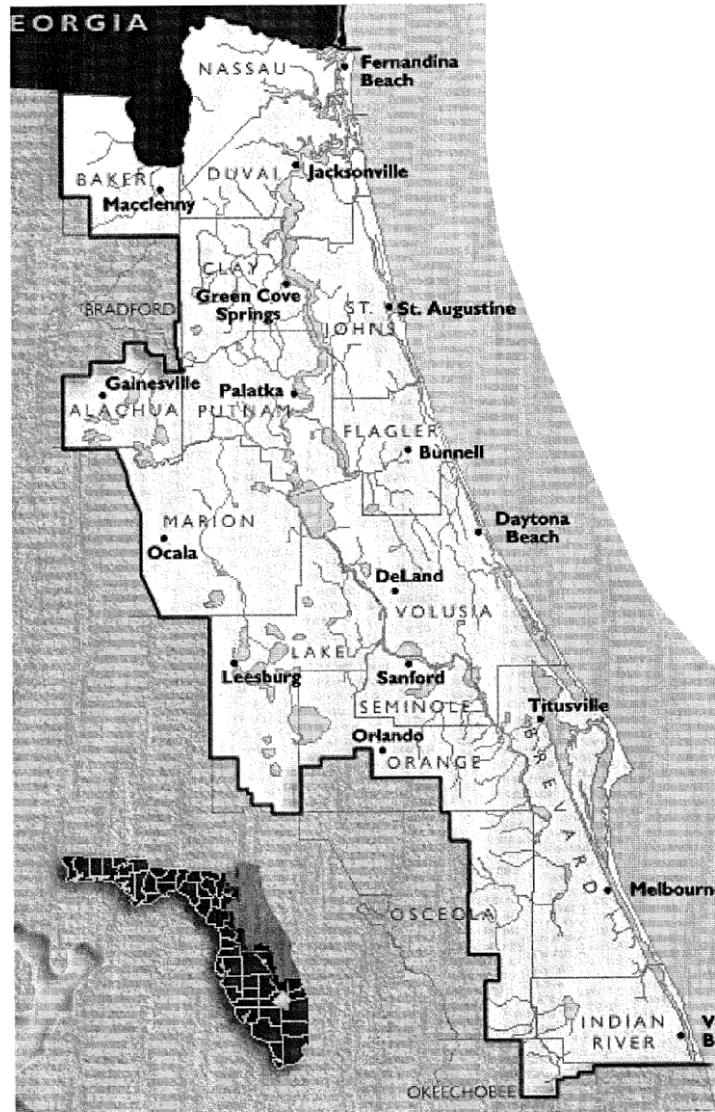 EORGIA
NASSAU
Fernandina
Beach
BAKER
DUVAL
Jacksonville
Macclenny
CLAY
BRADFORD
Green Cove
Springs
ST.
JOHNS
St. Augustine
Gainesville
ALACHUA
Palatka
PUTNAM
FLAGLER
Bunnell
MARION
Ocala
Daytona
Beach
DeLand
VOLUSIA
LAKE
Leesburg
Sanford
SEMINOLE
Titusville
Orlando
ORANGE
BREVARD
Melbourn
OSCEOLA
INDIAN
RIVER
V
B
OKEECHOBEE